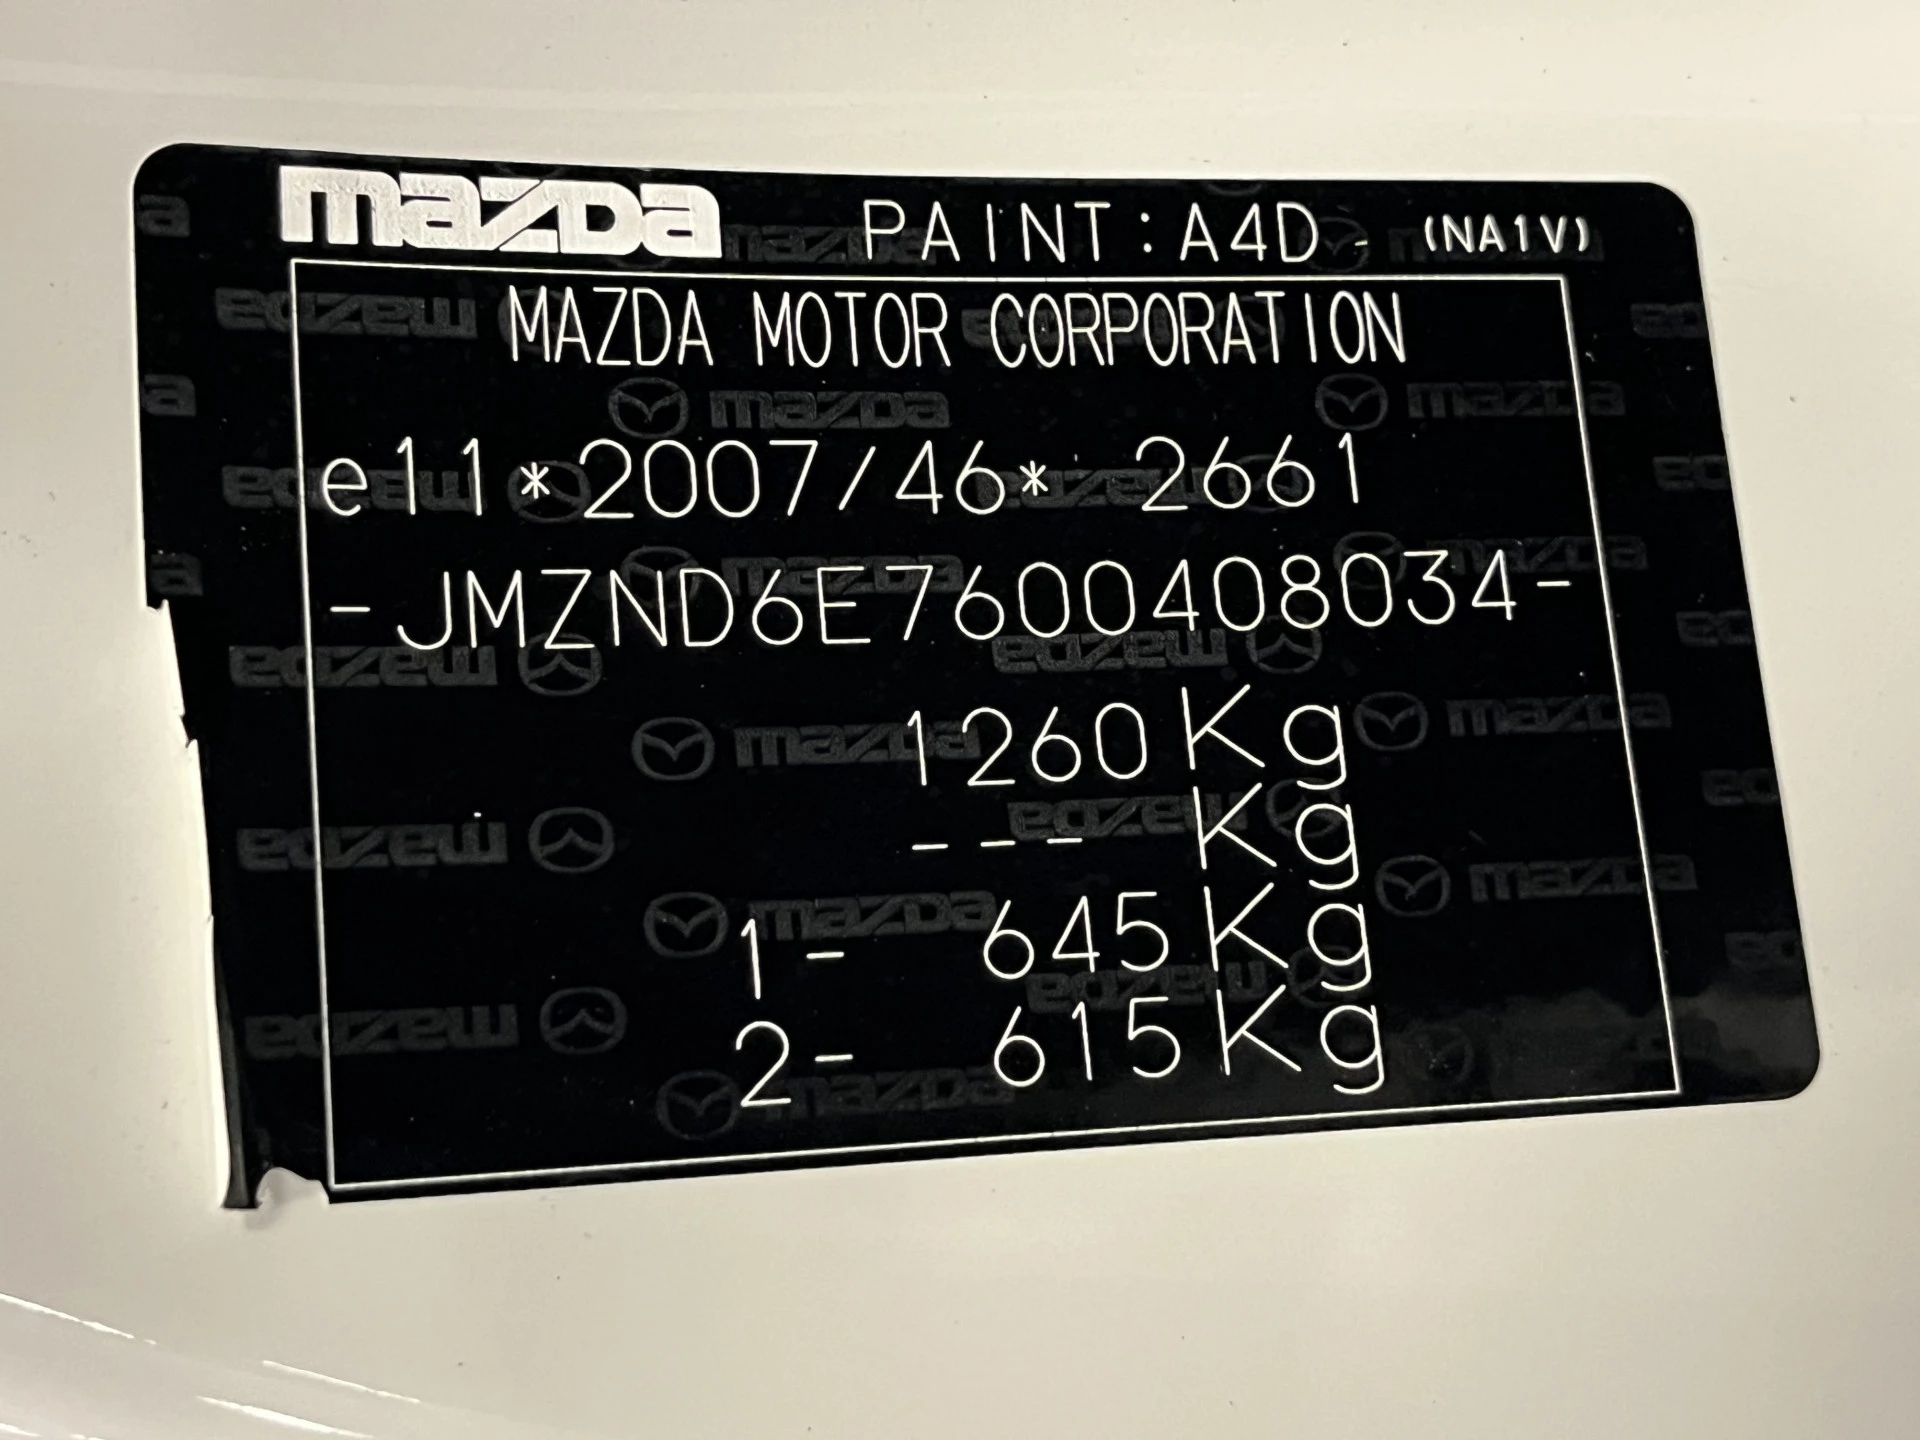 mazda PAINT:A4D- (NA1V)
MAZDA MOTOR CORPORATION
e11*2007/46* 2661
-JMZND6E7600408034-
1260Kg
---Kg
1- 645Kg
2- 615Kg